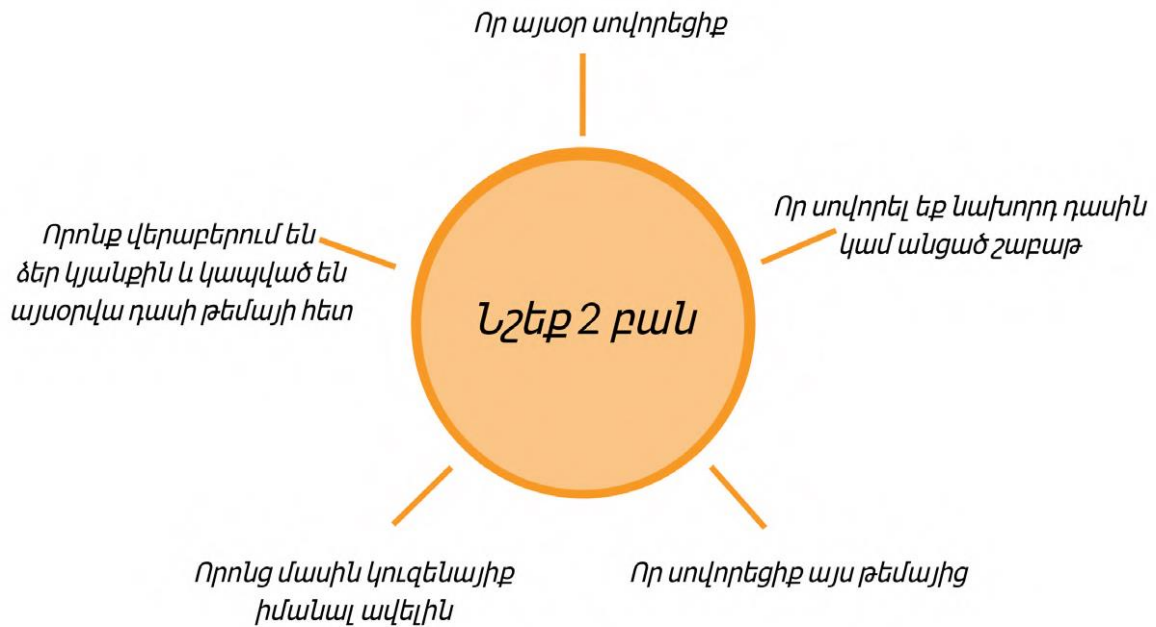 Որ այսօր սովորեցիք
Որ սովորել եք նախորդ դասին
կամ անցած շաբաթ
Որոնք վերաբերում են
ձեր կյանքին և կապված են
այսօրվա դասի թեմայի հետ
Նշեք 2 բան
Որոնց մասին կուզենայիք
իմանալ ավելին
Որ սովորեցիք այս թեմայից